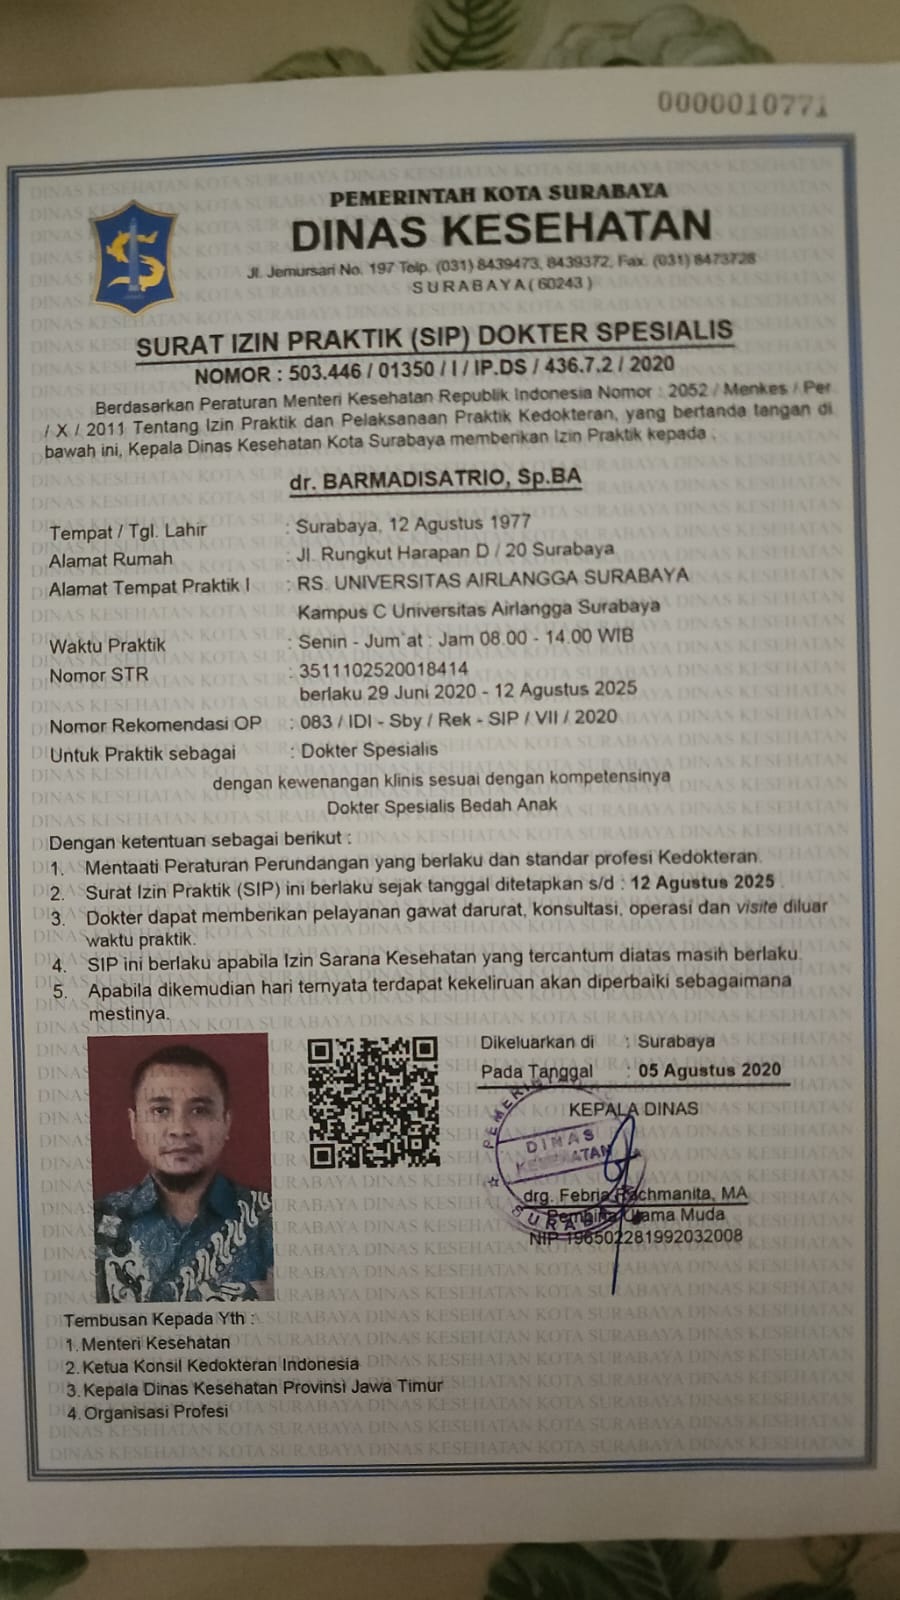 0000010771
PEMERINTAH KOTA SURABAYA
DINAS KESEHATAN
Jl. Jemursari No. 197 Telp. (031) 8439473, 8439372, Fax. (031) 8473728
SURABAYA ( 60243 )
SURAT IZIN PRAKTIK (SIP) DOKTER SPESIALIS
NOMOR : 503.446 / 01350 / I / IP.DS / 436.7.2 / 2020
Berdasarkan Peraturan Menteri Kesehatan Republik Indonesia Nomor : 2052 / Menkes / Per
/ X / 2011 Tentang Izin Praktik dan Pelaksanaan Praktik Kedokteran, yang bertanda tangan di
bawah ini, Kepala Dinas Kesehatan Kota Surabaya memberikan Izin Praktik kepada :
dr. BARMADISATRIO, Sp.BA
Tempat / Tgl. Lahir : Surabaya, 12 Agustus 1977
Alamat Rumah : Jl. Rungkut Harapan D / 20 Surabaya
Alamat Tempat Praktik I : RS. UNIVERSITAS AIRLANGGA SURABAYA
Kampus C Universitas Airlangga Surabaya
Waktu Praktik : Senin - Jum`at : Jam 08.00 - 14.00 WIB
Nomor STR : 3511102520018414
berlaku 29 Juni 2020 - 12 Agustus 2025
Nomor Rekomendasi OP : 083 / IDI - Sby / Rek - SIP / VII / 2020
Untuk Praktik sebagai : Dokter Spesialis
dengan kewenangan klinis sesuai dengan kompetensinya
Dokter Spesialis Bedah Anak
Dengan ketentuan sebagai berikut :
1. Mentaati Peraturan Perundangan yang berlaku dan standar profesi Kedokteran.
2. Surat Izin Praktik (SIP) ini berlaku sejak tanggal ditetapkan s/d : 12 Agustus 2025 .
3. Dokter dapat memberikan pelayanan gawat darurat, konsultasi, operasi dan visite diluar
waktu praktik.
4. SIP ini berlaku apabila Izin Sarana Kesehatan yang tercantum diatas masih berlaku.
5. Apabila dikemudian hari ternyata terdapat kekeliruan akan diperbaiki sebagaimana
mestinya.
Dikeluarkan di : Surabaya
Pada Tanggal : 05 Agustus 2020
KEPALA DINAS
DINAS
KESEHATAN
drg. Febria Rachmanita, MA
Pembina Utama Muda
NIP 196502281992032008
Tembusan Kepada Yth :
1. Menteri Kesehatan
2. Ketua Konsil Kedokteran Indonesia
3. Kepala Dinas Kesehatan Provinsi Jawa Timur
4. Organisasi Profesi